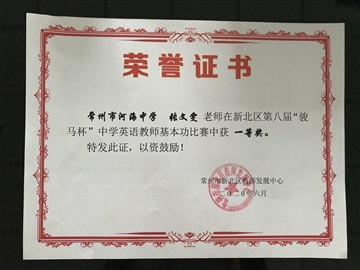 荣誉证书
常州市河海中学 张文雯 老师在新北区第八届“骏
马杯”中学英语教师基本功比赛中获 一等奖。
特发此证，以资鼓励！
常州市新北区教师发展中心
二〇二〇年六月